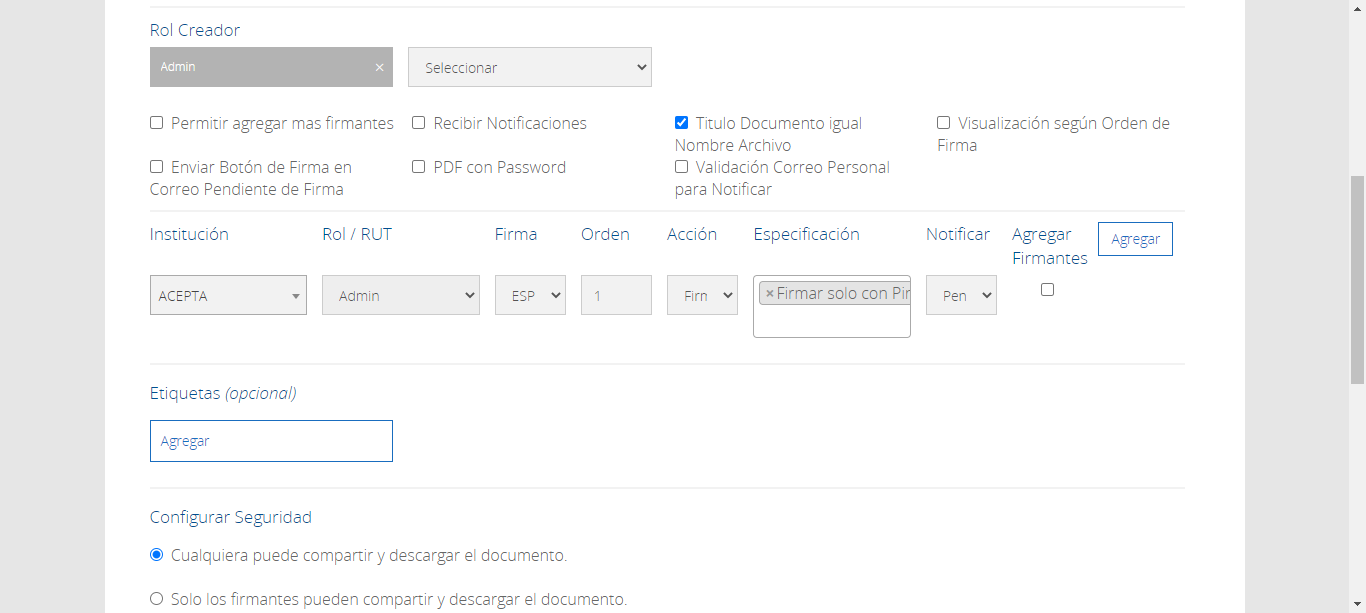 Rol Creador
Admin × Seleccionar
Permitir agregar mas firmantes Recibir Notificaciones Titulo Documento igual Visualización según Orden de
Nombre Archivo Firma
Enviar Botón de Firma en PDF con Password Validación Correo Personal
Correo Pendiente de Firma para Notificar
Institución Rol / RUT Firma Orden Acción Especificación Notificar Agregar Agregar
Firmantes
ACEPTA Admin ESP 1 Firn × Firmar solo con Pin Pen
Etiquetas (opcional)
Agregar
Configurar Seguridad
Cualquiera puede compartir y descargar el documento.
Solo los firmantes pueden compartir y descargar el documento.